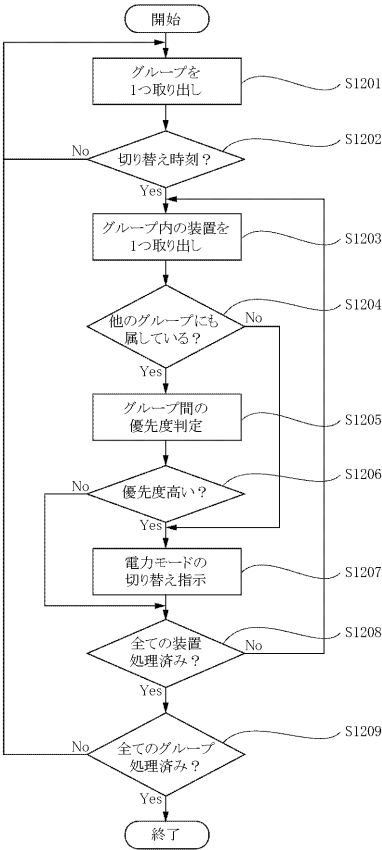 開始
グループを
1つ取り出し
S1201
切り替え時刻？
S1202
No
Yes
グループ内の装置を
1つ取り出し
S1203
他のグループにも
属している？
S1204
No
Yes
グループ間の
優先度判定
S1205
優先度高い？
S1206
No
Yes
電力モードの
切り替え指示
S1207
全ての装置
処理済み？
S1208
No
Yes
全てのグループ
処理済み？
S1209
No
Yes
終了